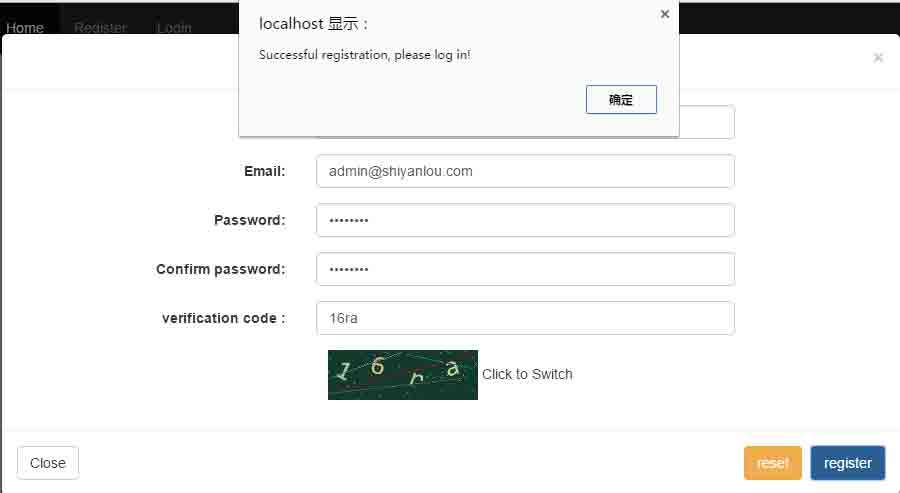 Home Register Login
localhost 显示：
Successful registration, please log in!
确定
Email: admin@shiyanlou.com
Password: ••••••••
Confirm password: ••••••••
verification code : 16ra
16ra Click to Switch
Close reset register